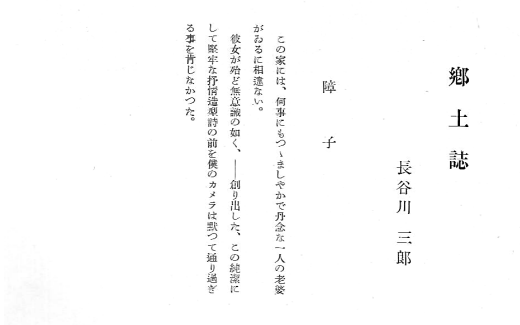 鄕土誌
長谷川三郎
障子
この家には、何事にもつゝましやかで丹念な一人の老婆
がゐるに相違ない。
彼女が殆ど無意識の如く、――創り出した、この純潔に
して堅牢な抒情造型詩の前を僕のカメラは默つて通り過ぎ
る事を肯じなかつた。